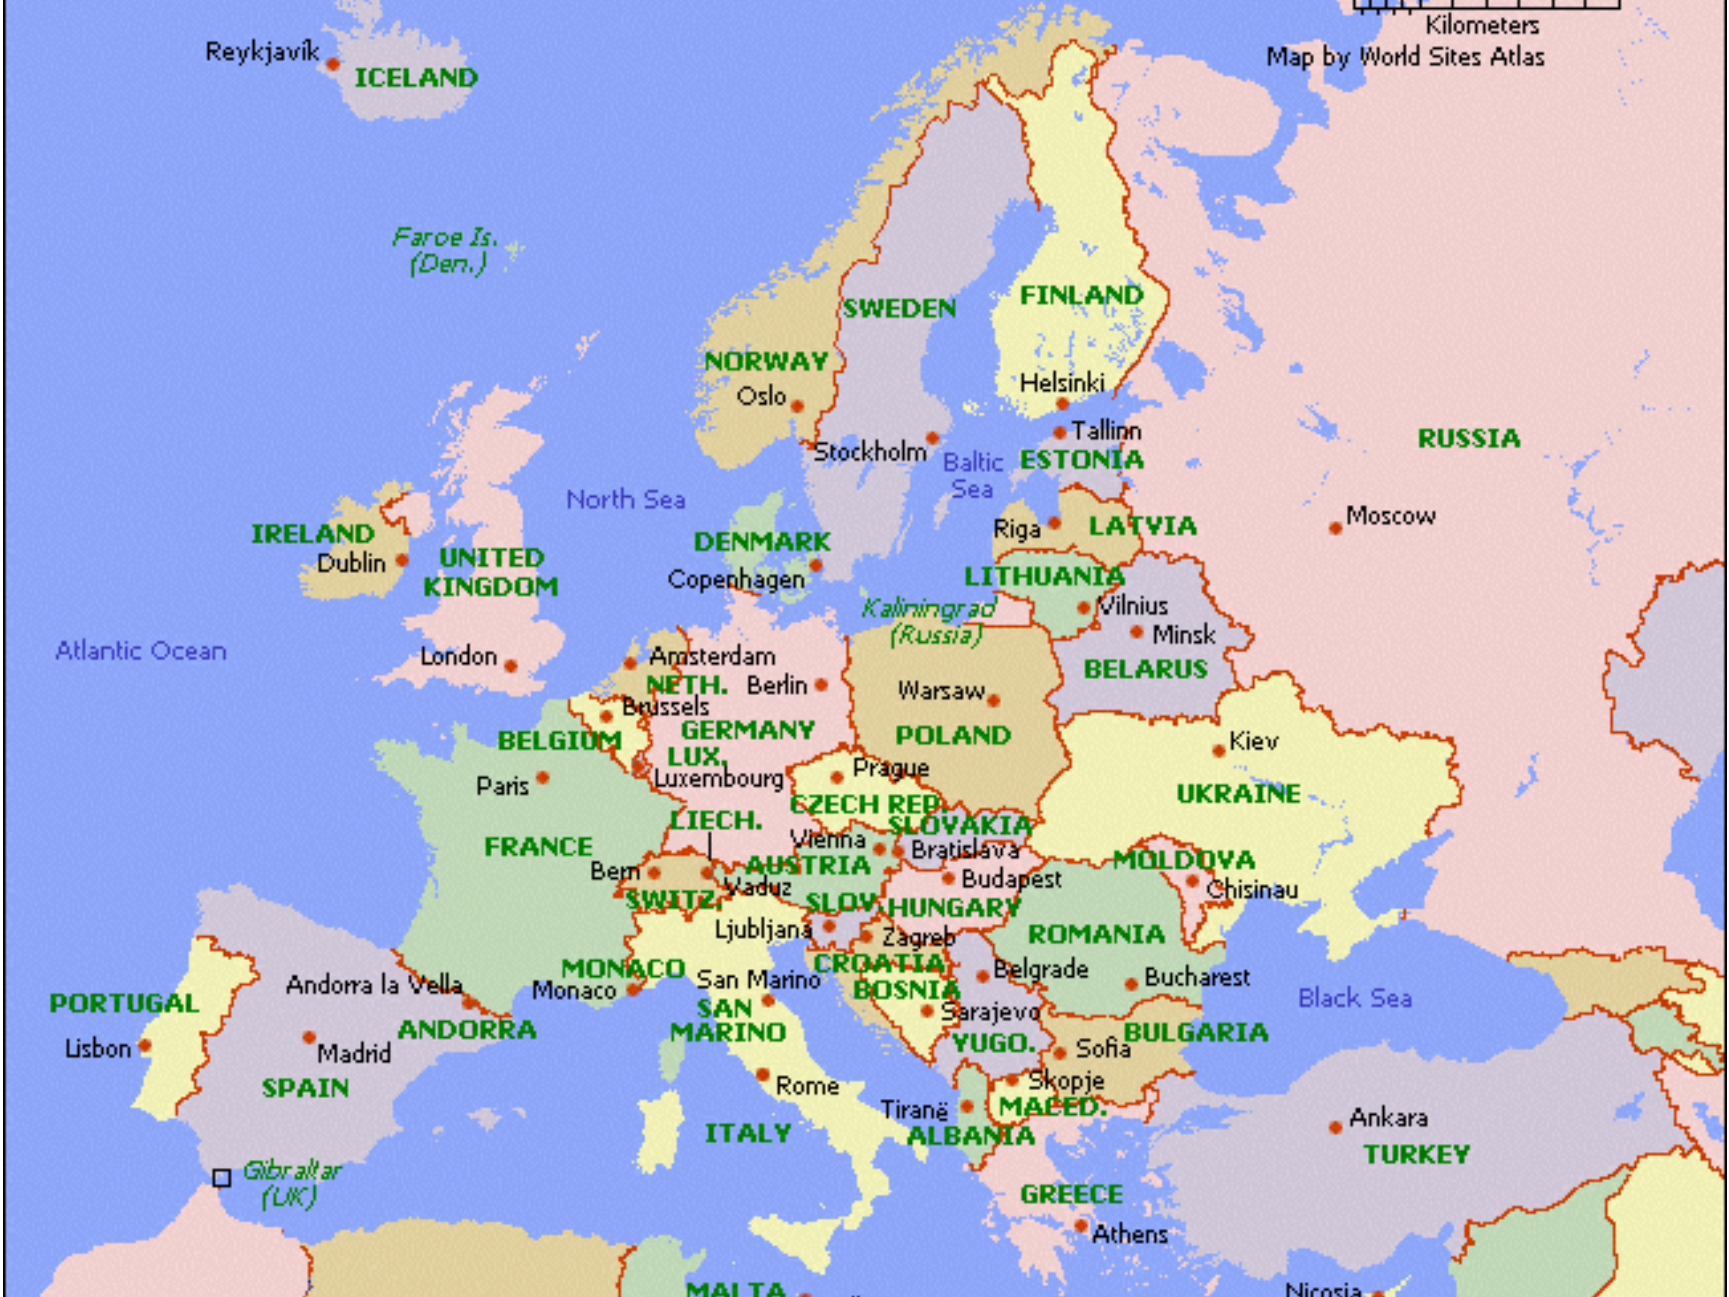 Kilometers
Map by World Sites Atlas
Reykjavík
ICELAND
Faroe Is.
(Den.)
SWEDEN
FINLAND
NORWAY
Oslo
Helsinki
Stockholm
Tallinn
ESTONIA
Baltic
Sea
RUSSIA
North Sea
Moscow
IRELAND
Dublin
UNITED
KINGDOM
DENMARK
Copenhagen
Riga
LATVIA
LITHUANIA
Kaliningrad
(Russia)
Vilnius
Minsk
BELARUS
Atlantic Ocean
London
Amsterdam
NETH.
Berlin
Warsaw
POLAND
Brussels
BELGIUM
GERMANY
LUX.
Luxembourg
Paris
Prague
CZECH REP.
Kiev
UKRAINE
FRANCE
LIECH.
SLOVAKIA
Vienna
Bratislava
AUSTRIA
MOLDOVA
Bern
Vaduz
SWITZ.
Budapest
Chisinau
SLOV.
HUNGARY
Ljubljana
Zagreb
ROMANIA
CROATIA
MONACO
Monaco
San Marino
SAN
MARINO
BOSNIA
Belgrade
Bucharest
Andorra la Vella
ANDORRA
PORTUGAL
Lisbon
Madrid
SPAIN
Sarajevo
YUGO.
BULGARIA
Sofia
Black Sea
Rome
Skopje
MACED.
Tiranë
ALBANIA
ITALY
Ankara
TURKEY
Gibraltar
(UK)
GREECE
Athens
MALTA
Nicosia